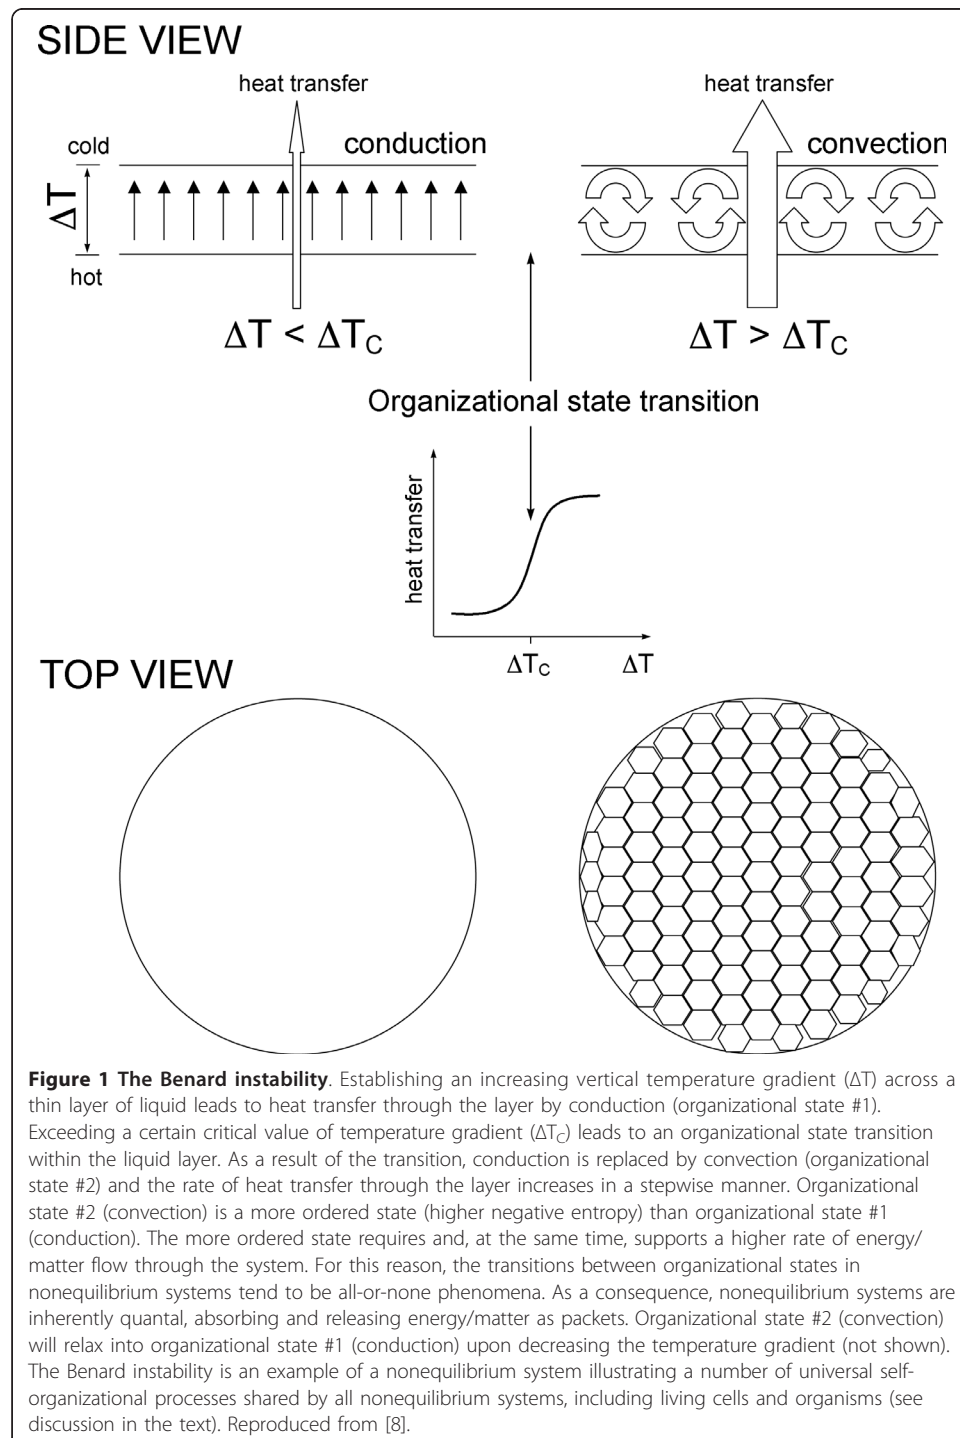 SIDE VIEW
heat transfer
heat transfer
cold
conduction
convection
ΔT
hot
ΔT < ΔTC
ΔT > ΔTC
Organizational state transition
heat transfer
ΔTC
ΔT
TOP VIEW
Figure 1 The Benard instability. Establishing an increasing vertical temperature gradient (ΔT) across a
thin layer of liquid leads to heat transfer through the layer by conduction (organizational state #1).
Exceeding a certain critical value of temperature gradient (ΔTC) leads to an organizational state transition
within the liquid layer. As a result of the transition, conduction is replaced by convection (organizational
state #2) and the rate of heat transfer through the layer increases in a stepwise manner. Organizational
state #2 (convection) is a more ordered state (higher negative entropy) than organizational state #1
(conduction). The more ordered state requires and, at the same time, supports a higher rate of energy/
matter flow through the system. For this reason, the transitions between organizational states in
nonequilibrium systems tend to be all-or-none phenomena. As a consequence, nonequilibrium systems are
inherently quantal, absorbing and releasing energy/matter as packets. Organizational state #2 (convection)
will relax into organizational state #1 (conduction) upon decreasing the temperature gradient (not shown).
The Benard instability is an example of a nonequilibrium system illustrating a number of universal self-
organizational processes shared by all nonequilibrium systems, including living cells and organisms (see
discussion in the text). Reproduced from [8].